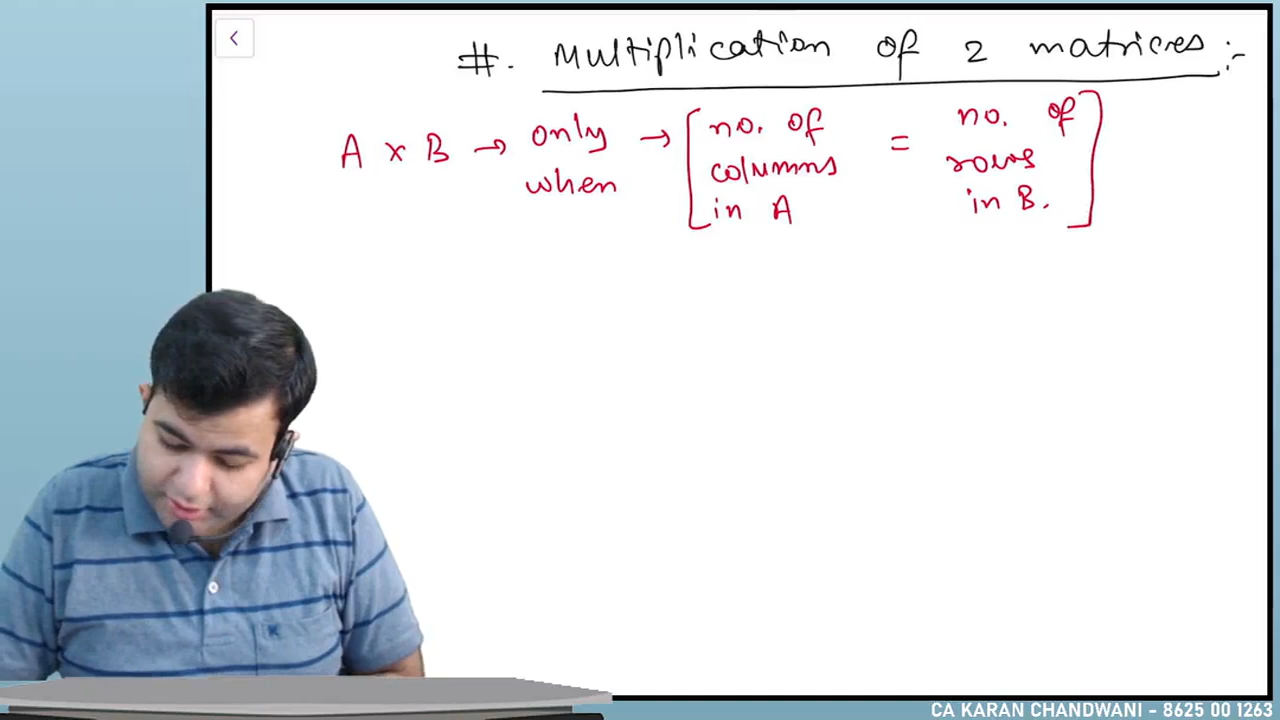 #. Multiplication of 2 matrices :-
A × B → only when → [ no. of columns in A = no. of rows in B. ]
CA KARAN CHANDWANI - 8625 00 1263